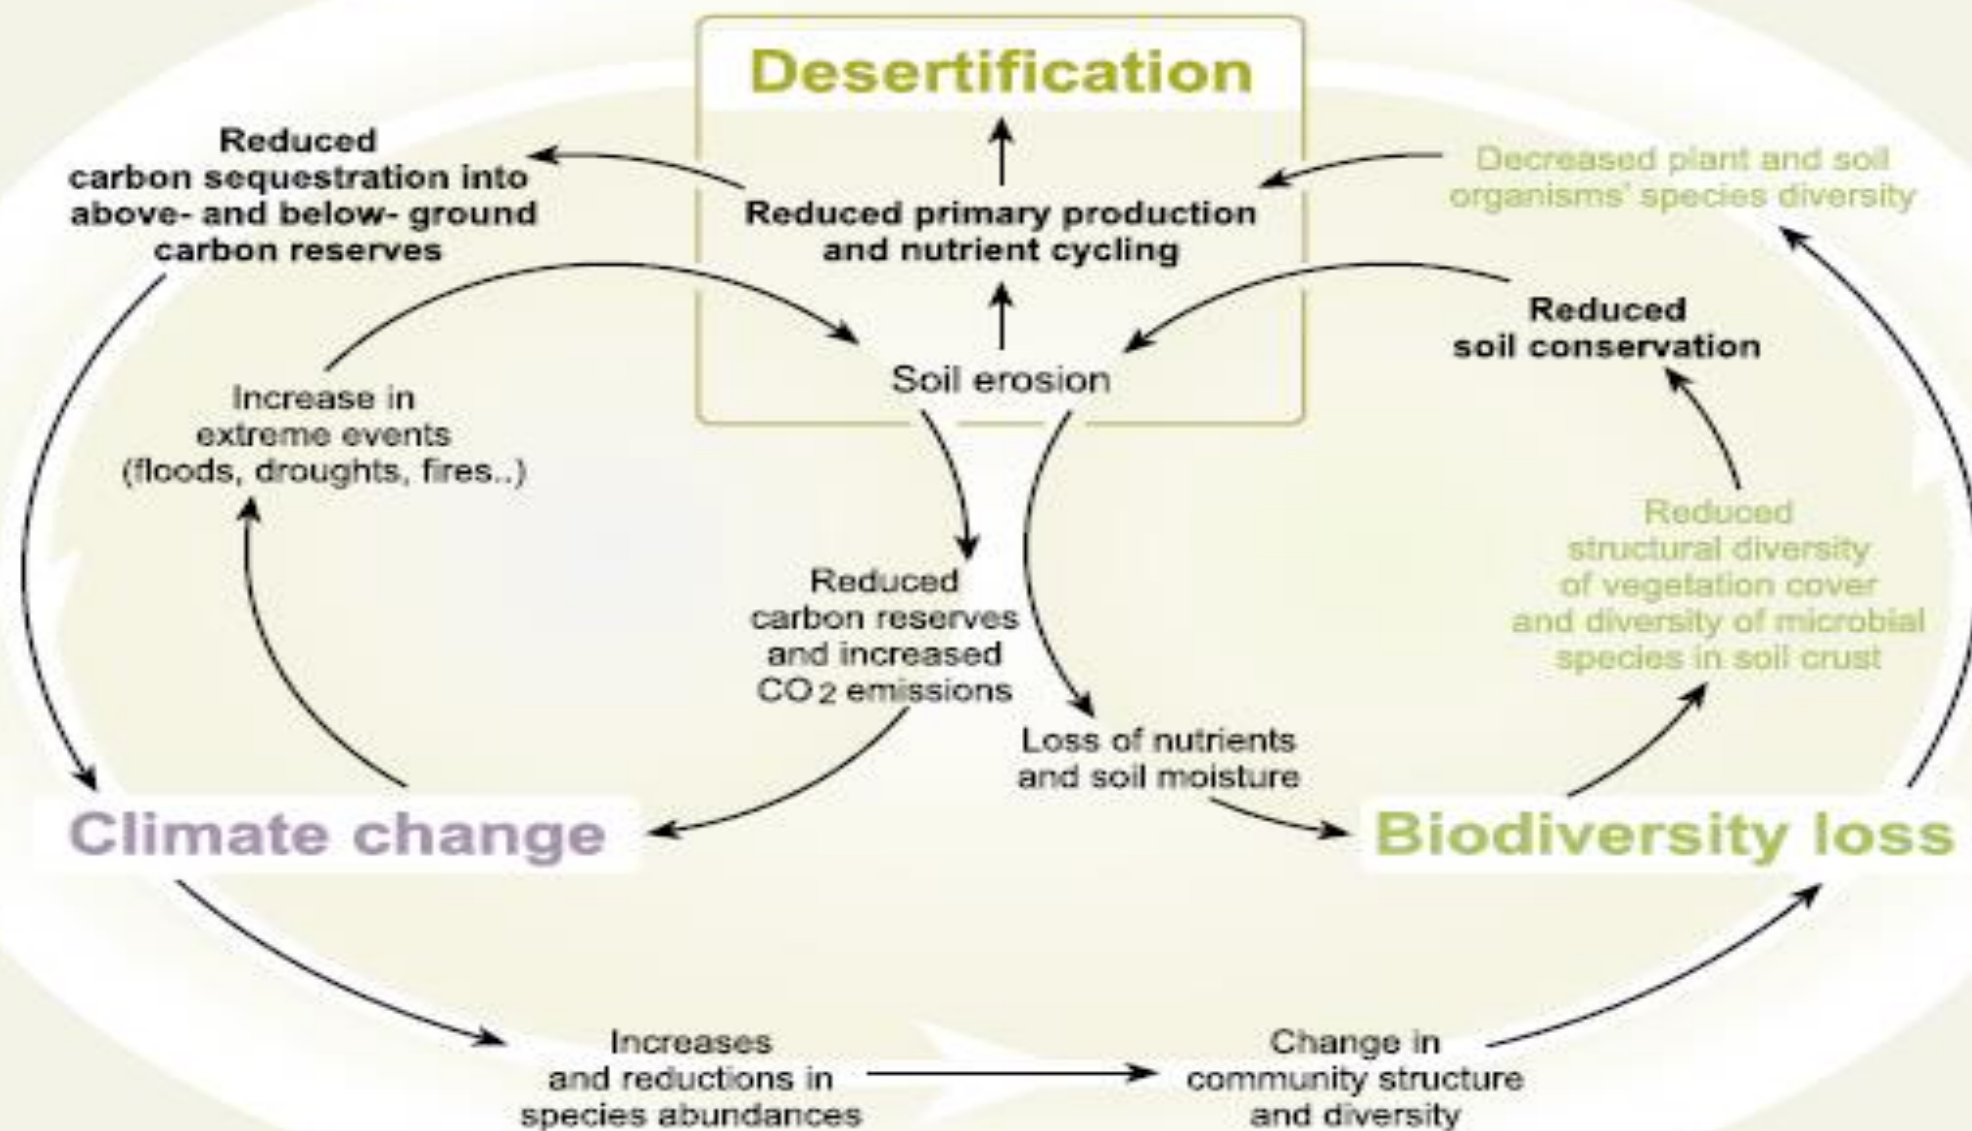 Desertification
Reduced
carbon sequestration into
above- and below- ground
carbon reserves
Reduced primary production
and nutrient cycling
Decreased plant and soil
organisms' species diversity
Reduced
soil conservation
Soil erosion
Increase in
extreme events
(floods, droughts, fires..)
Reduced
structural diversity
of vegetation cover
and diversity of microbial
species in soil crust
Reduced
carbon reserves
and increased
CO2 emissions
Loss of nutrients
and soil moisture
Climate change
Biodiversity loss
Increases
and reductions in
species abundances
Change in
community structure
and diversity